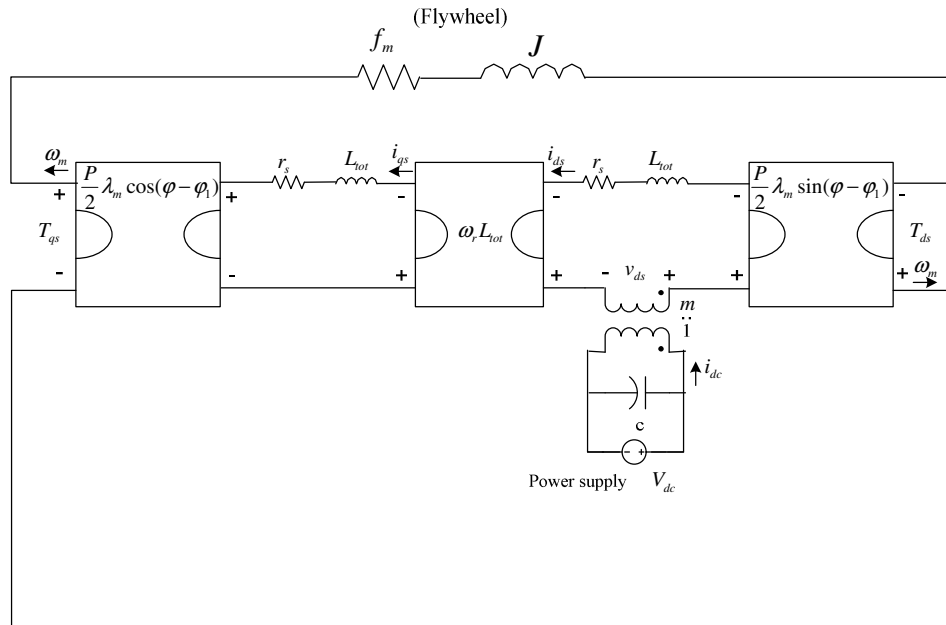 (Flywheel)
f_m
J
ω_m
i_qs
i_ds
r_s
L_tot
r_s
L_tot
P/2 λ_m cos(φ−φ_1)
P/2 λ_m sin(φ−φ_1)
+
+
-
-
-
-
T_qs
ω_r L_tot
T_ds
-
-
+
+
-
v_ds
+
+
+
ω_m
m
:
1
i_dc
c
- +
Power supply
V_dc